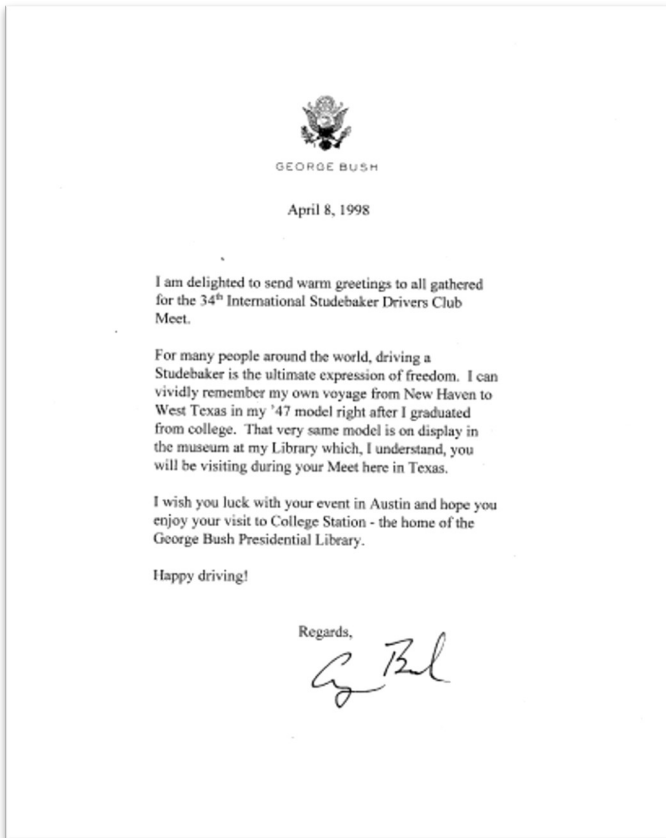 GEORGE BUSH
April 8, 1998
I am delighted to send warm greetings to all gathered
for the 34th International Studebaker Drivers Club
Meet.
For many people around the world, driving a
Studebaker is the ultimate expression of freedom. I can
vividly remember my own voyage from New Haven to
West Texas in my '47 model right after I graduated
from college. That very same model is on display in
the museum at my Library which, I understand, you
will be visiting during your Meet here in Texas.
I wish you luck with your event in Austin and hope you
enjoy your visit to College Station - the home of the
George Bush Presidential Library.
Happy driving!
Regards,
G Bush